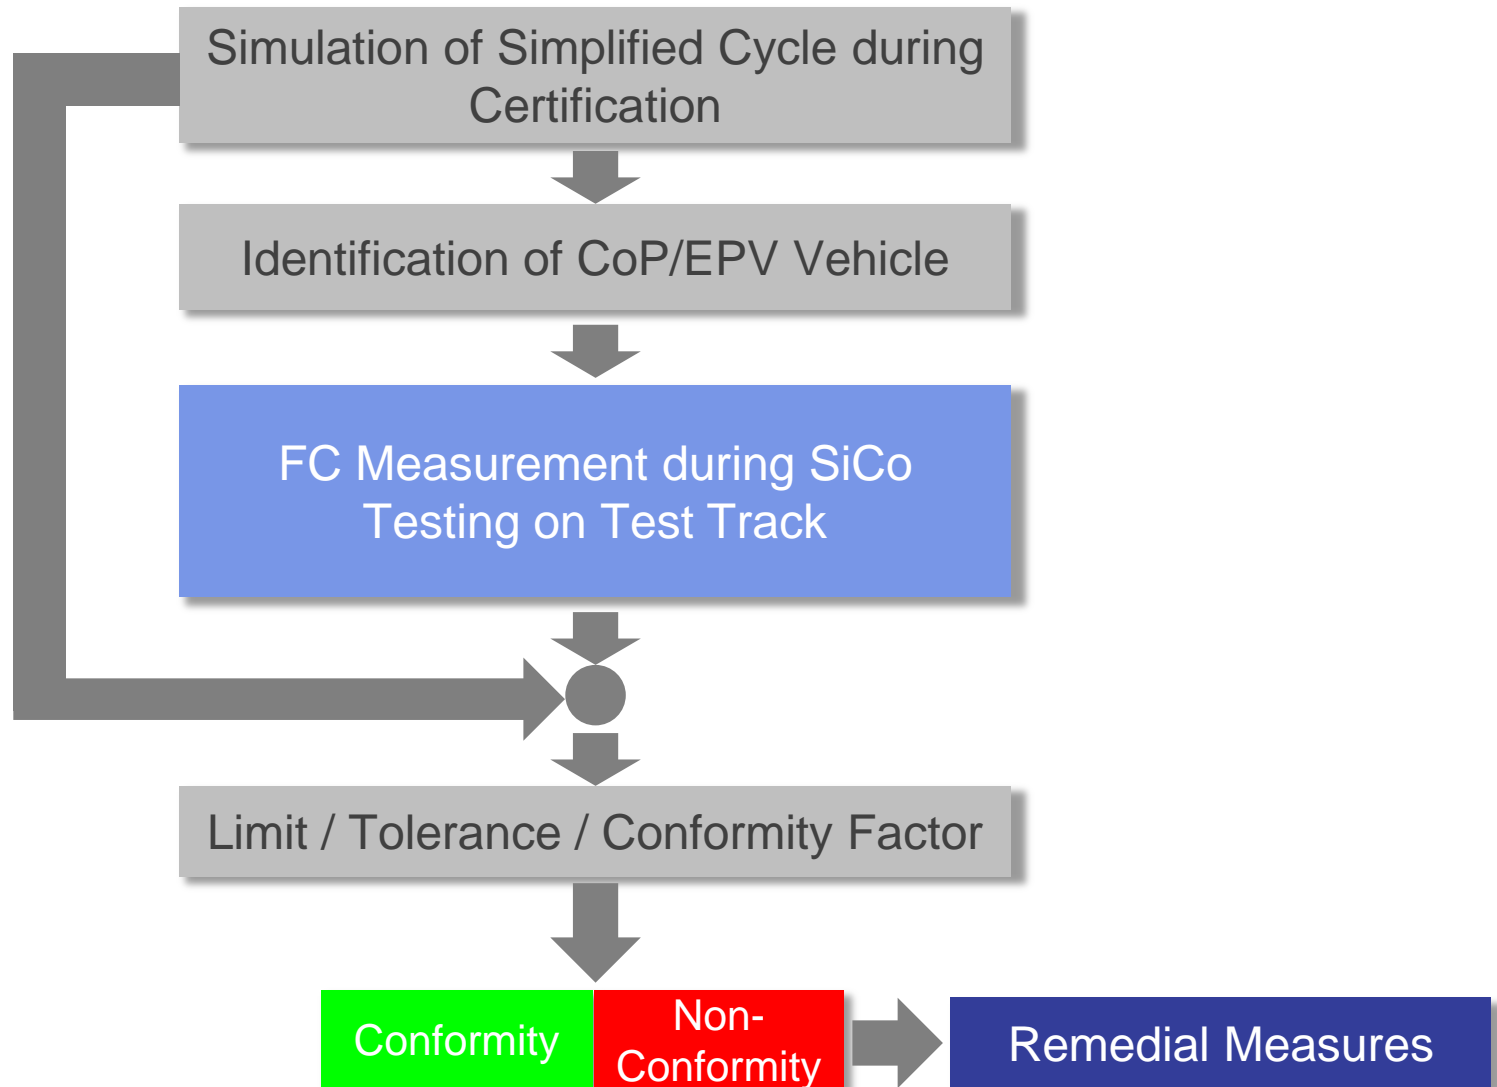 Simulation of Simplified Cycle during
Certification
Identification of CoP/EPV Vehicle
FC Measurement during SiCo
Testing on Test Track
Limit / Tolerance / Conformity Factor
Conformity
Non-
Conformity
Remedial Measures